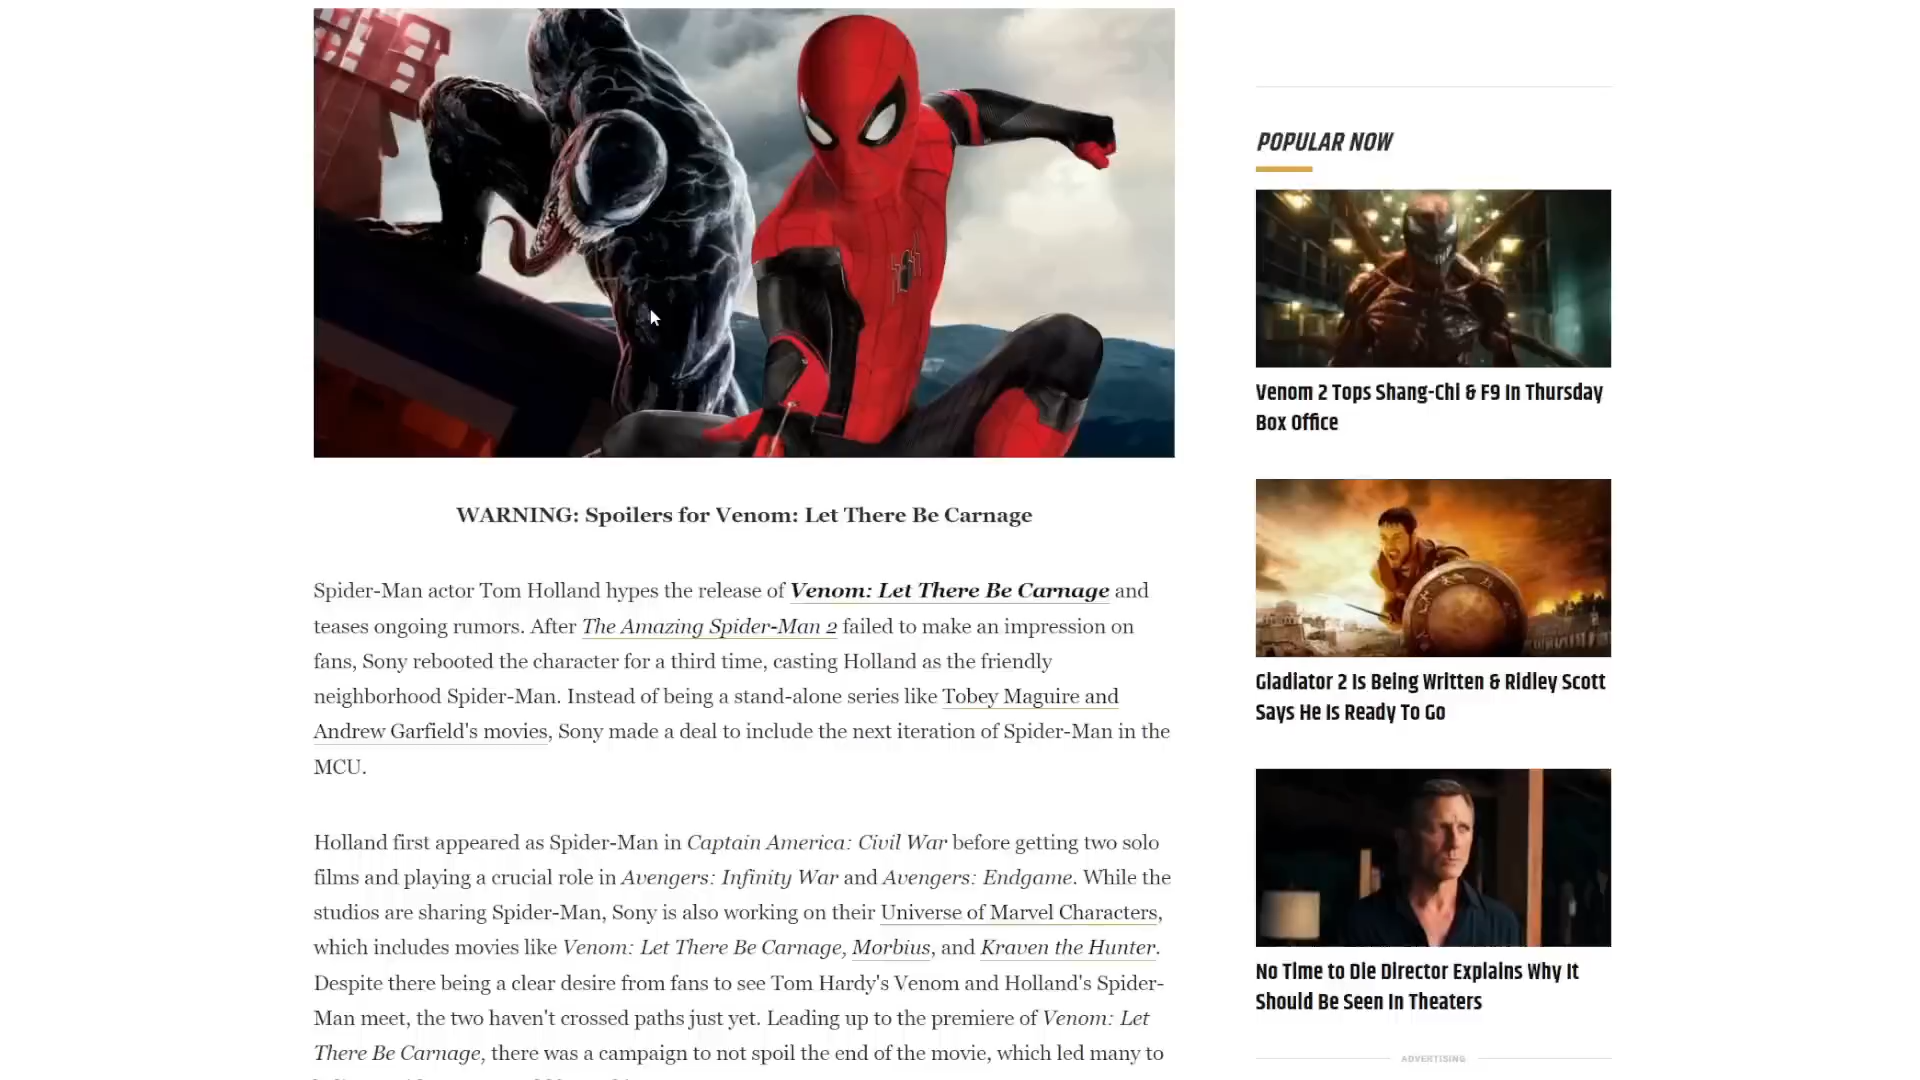 WARNING: Spoilers for Venom: Let There Be Carnage
Spider-Man actor Tom Holland hypes the release of Venom: Let There Be Carnage and
teases ongoing rumors. After The Amazing Spider-Man 2 failed to make an impression on
fans, Sony rebooted the character for a third time, casting Holland as the friendly
neighborhood Spider-Man. Instead of being a stand-alone series like Tobey Maguire and
Andrew Garfield's movies, Sony made a deal to include the next iteration of Spider-Man in the
MCU.
Holland first appeared as Spider-Man in Captain America: Civil War before getting two solo
films and playing a crucial role in Avengers: Infinity War and Avengers: Endgame. While the
studios are sharing Spider-Man, Sony is also working on their Universe of Marvel Characters,
which includes movies like Venom: Let There Be Carnage, Morbius, and Kraven the Hunter.
Despite there being a clear desire from fans to see Tom Hardy's Venom and Holland's Spider-
Man meet, the two haven't crossed paths just yet. Leading up to the premiere of Venom: Let
There Be Carnage, there was a campaign to not spoil the end of the movie, which led many to
POPULAR NOW
Venom 2 Tops Shang-Chi & F9 In Thursday
Box Office
Gladiator 2 Is Being Written & Ridley Scott
Says He Is Ready To Go
No Time to Die Director Explains Why It
Should Be Seen In Theaters
ADVERTISING